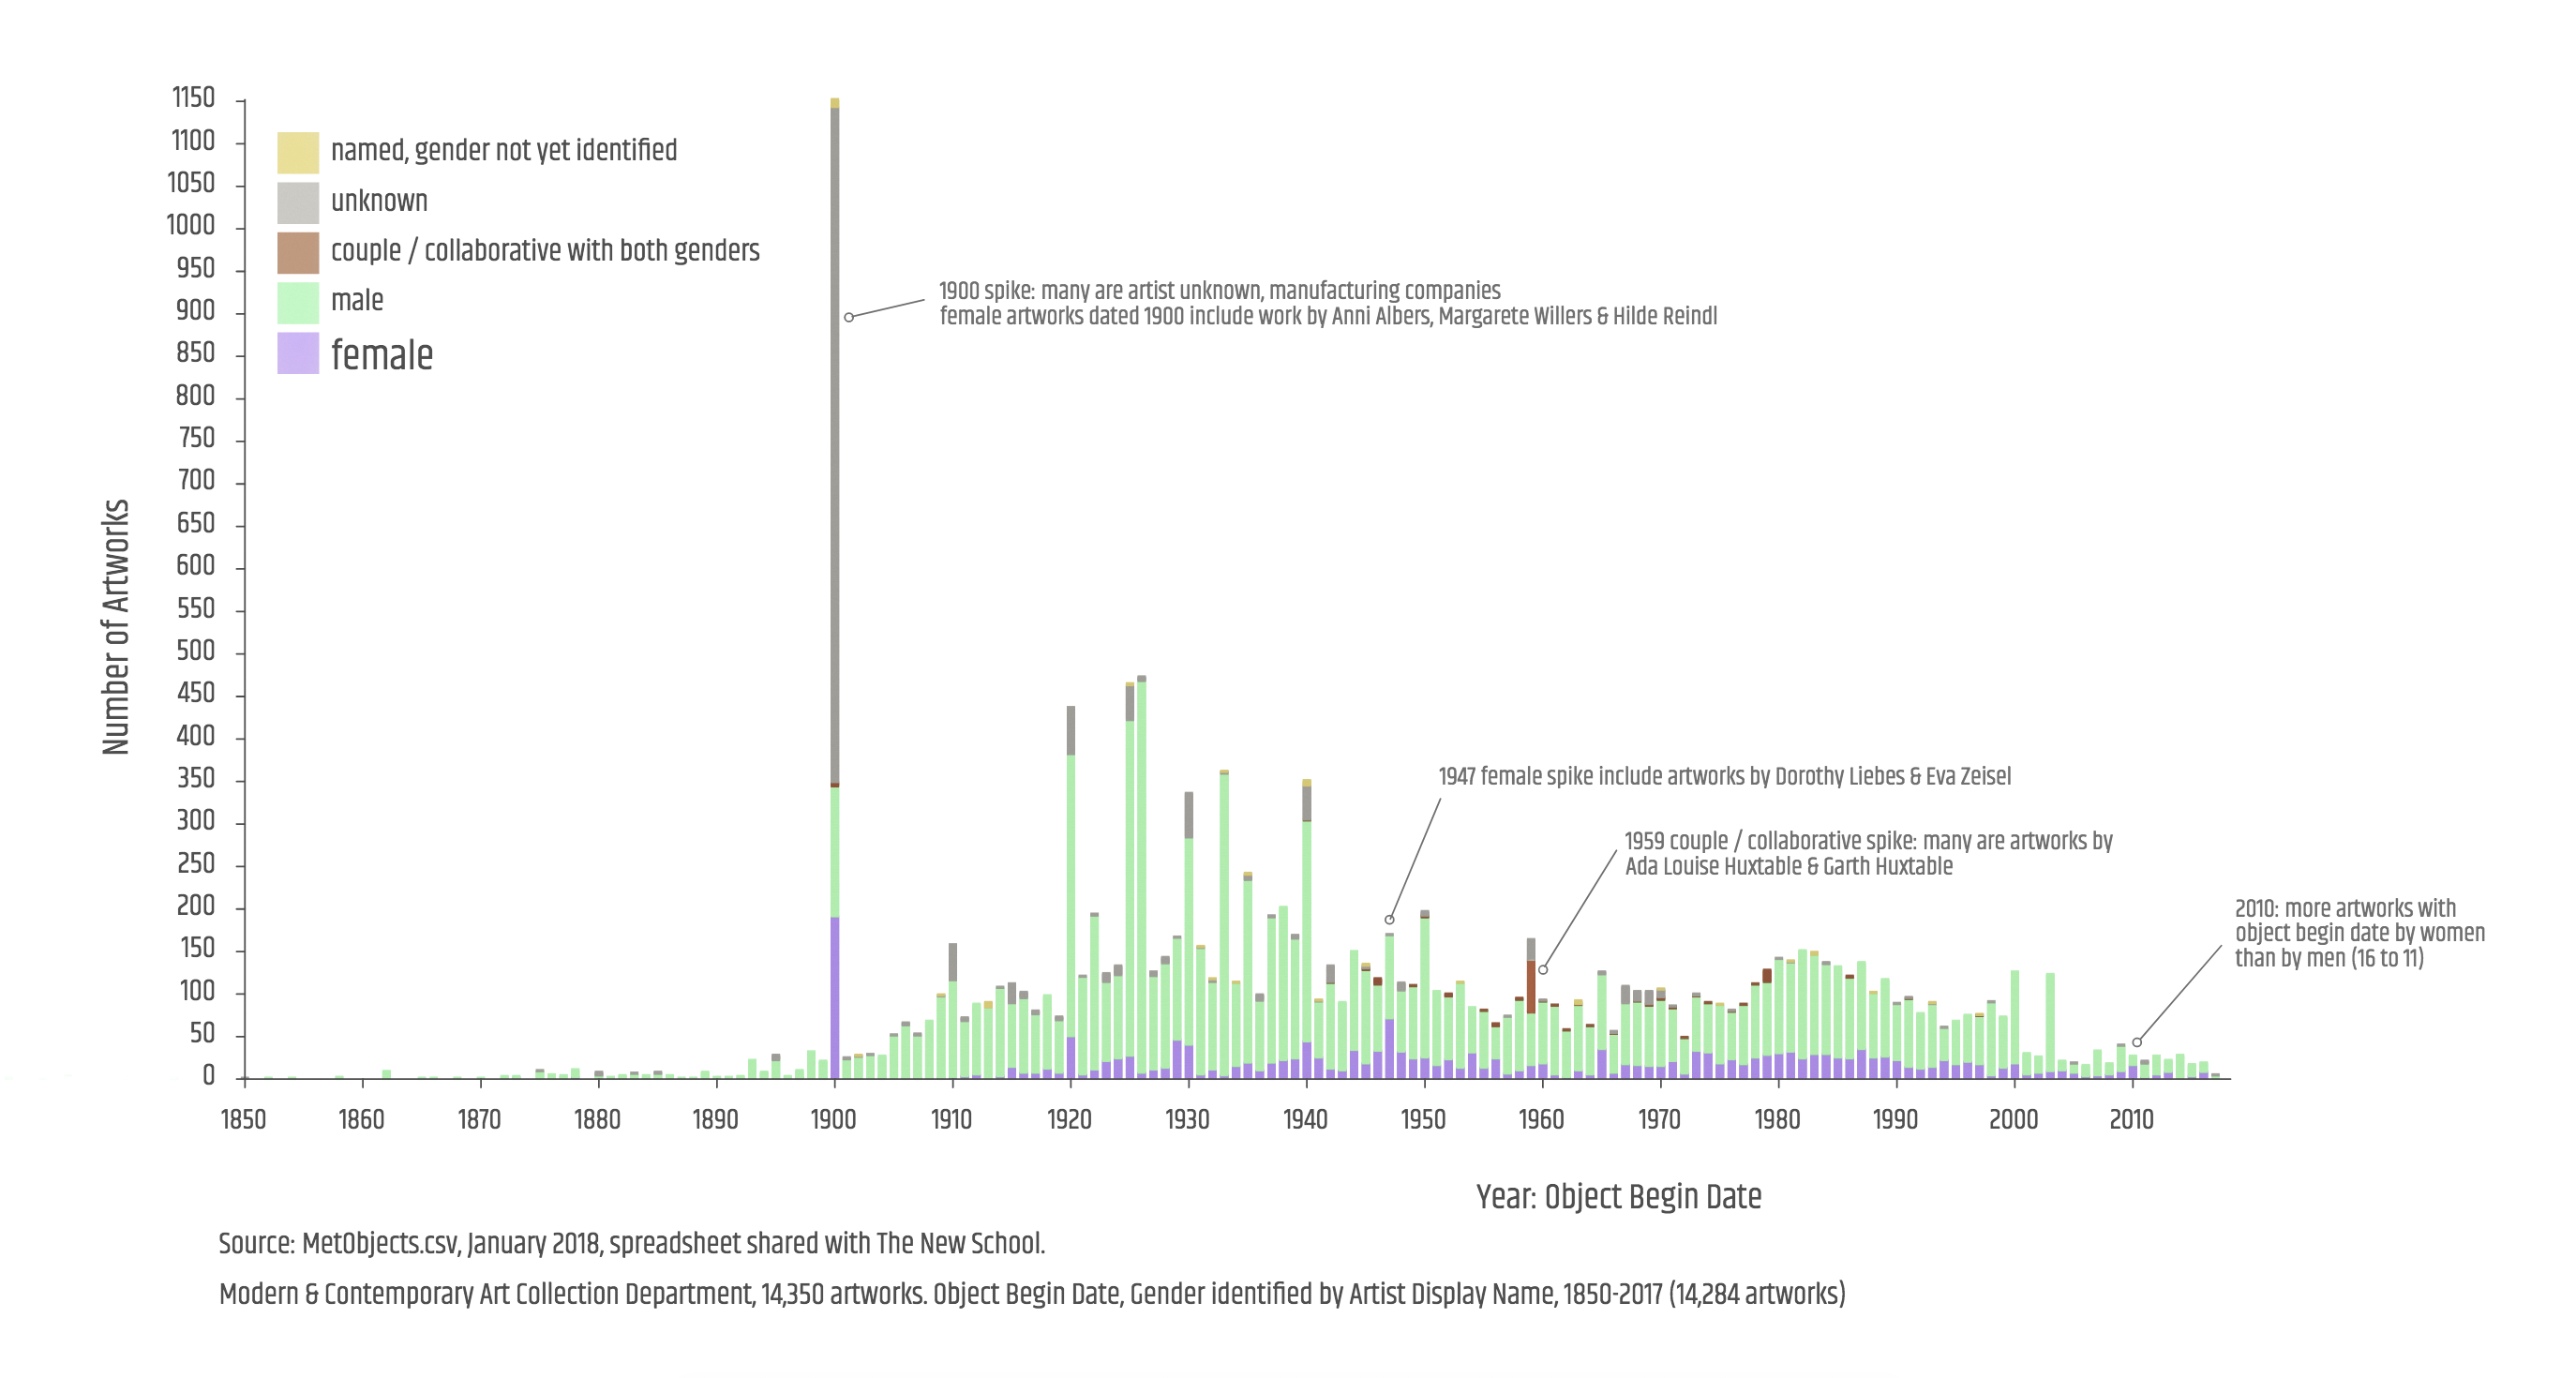 1150
1100
1050
1000
950
900
850
800
750
700
650
600
550
500
450
400
350
300
250
200
150
100
50
0
Number of Artworks
named, gender not yet identified
unknown
couple / collaborative with both genders
male
female
1900 spike: many are artist unknown, manufacturing companies
female artworks dated 1900 include work by Anni Albers, Margarete Willers & Hilde Reindl
1947 female spike include artworks by Dorothy Liebes & Eva Zeisel
1959 couple / collaborative spike: many are artworks by
Ada Louise Huxtable & Garth Huxtable
2010: more artworks with
object begin date by women
than by men (16 to 11)
1850 1860 1870 1880 1890 1900 1910 1920 1930 1940 1950 1960 1970 1980 1990 2000 2010
Year: Object Begin Date
Source: MetObjects.csv, January 2018, spreadsheet shared with The New School.
Modern & Contemporary Art Collection Department, 14,350 artworks. Object Begin Date, Gender identified by Artist Display Name, 1850-2017 (14,284 artworks)